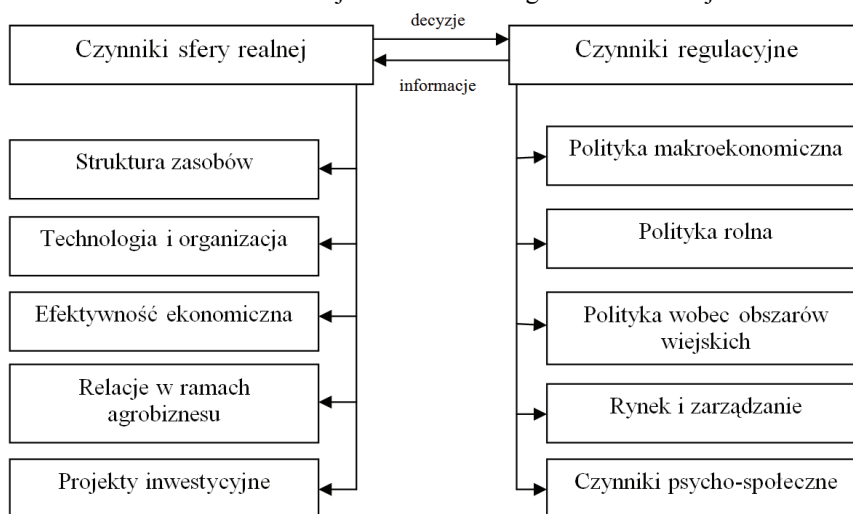 decyzje
Czynniki sfery realnej
Czynniki regulacyjne
informacje
Struktura zasobów
Technologia i organizacja
Efektywność ekonomiczna
Relacje w ramach
agrobiznesu
Projekty inwestycyjne
Polityka makroekonomiczna
Polityka rolna
Polityka wobec obszarów
wiejskich
Rynek i zarządzanie
Czynniki psycho-społeczne